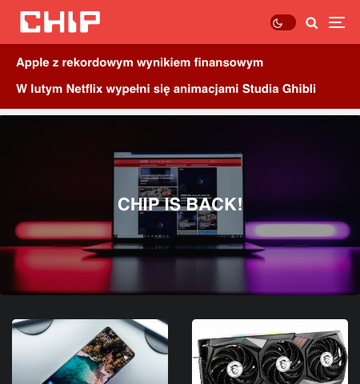 CHIP
Apple z rekordowym wynikiem finansowym
W lutym Netflix wypełni się animacjami Studia Ghibli
CHIP IS BACK!